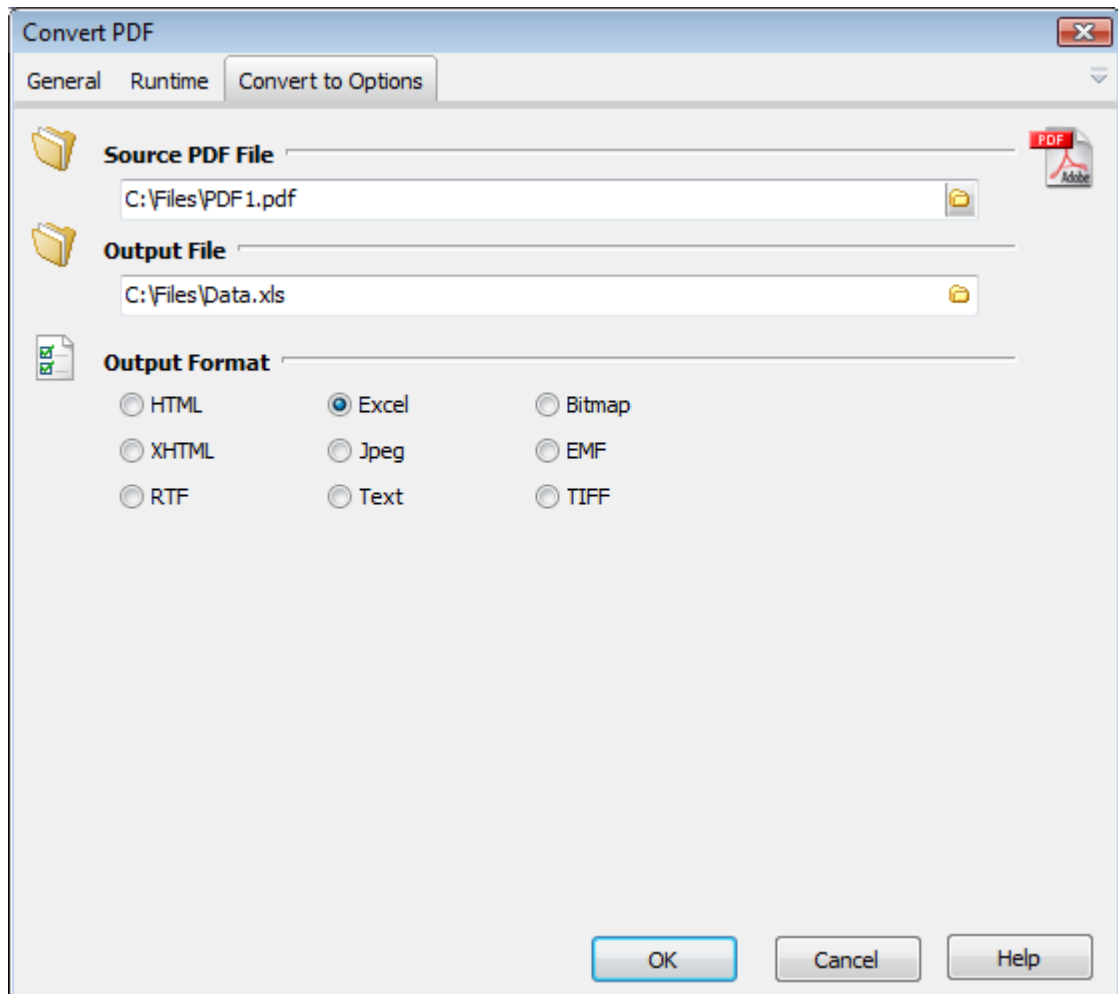 Convert PDF
General Runtime Convert to Options
Source PDF File
PDF
Adobe
C:\Files\PDF1.pdf
Output File
C:\Files\Data.xls
Output Format
HTML Excel Bitmap
XHTML Jpeg EMF
RTF Text TIFF
OK Cancel Help